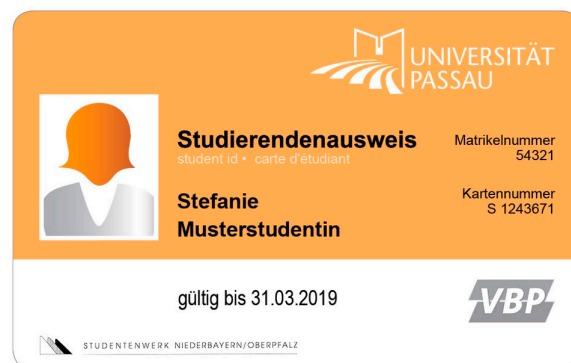 UNIVERSITÄT
PASSAU
Studierendenausweis
student id • carte d'étudiant
Matrikelnummer
54321
Stefanie
Musterstudentin
Kartennummer
S 1243671
gültig bis 31.03.2019
VBP
STUDENTENWERK NIEDERBAYERN/OBERPFALZ